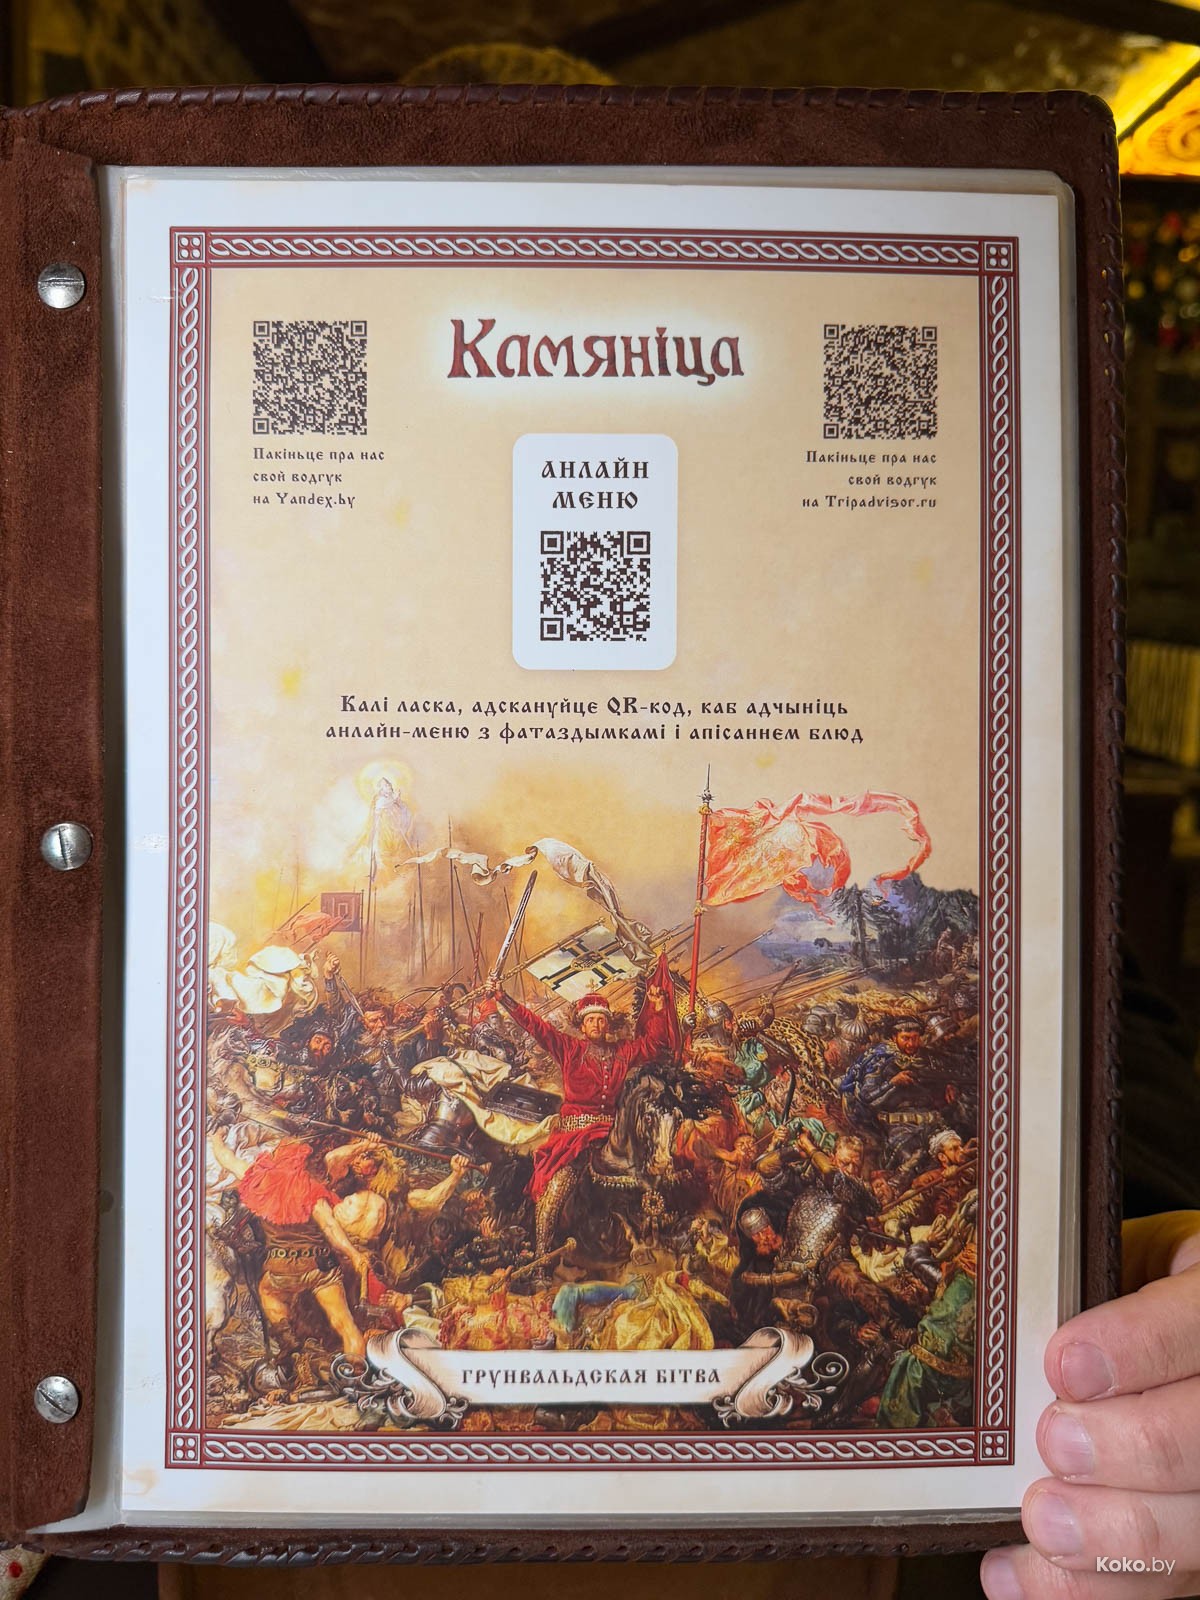 Камяніца
Пакіньце пра нас
свой водгук
на Yandex.by
АНЛАЙН
МЕНЮ
Пакіньце пра нас
свой водгук
на Tripadvisor.ru
Калі ласка, адскануйце QR-код, каб адчыніць
анлайн-меню з фатаздымкамі і апісаннем блюд
ГРУНВАЛЬДСКАЯ БІТВА
Koko.by